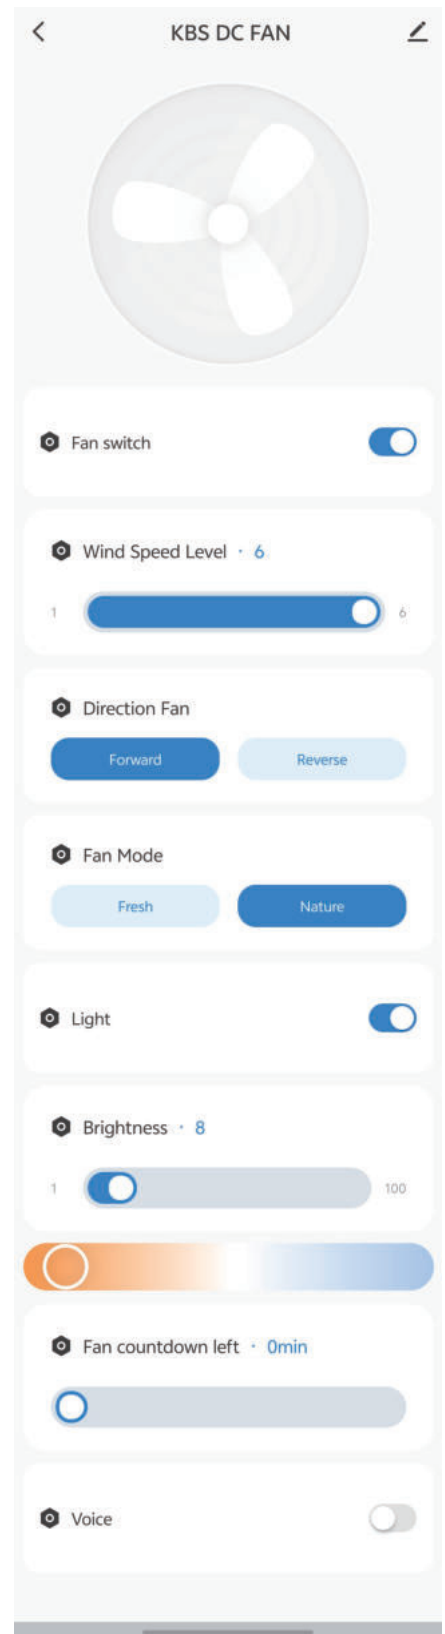 KBS DC FAN
Fan switch
Wind Speed Level · 6
1 6
Direction Fan
Forward Reverse
Fan Mode
Fresh Nature
Light
Brightness · 8
1 100
Fan countdown left · 0min
Voice